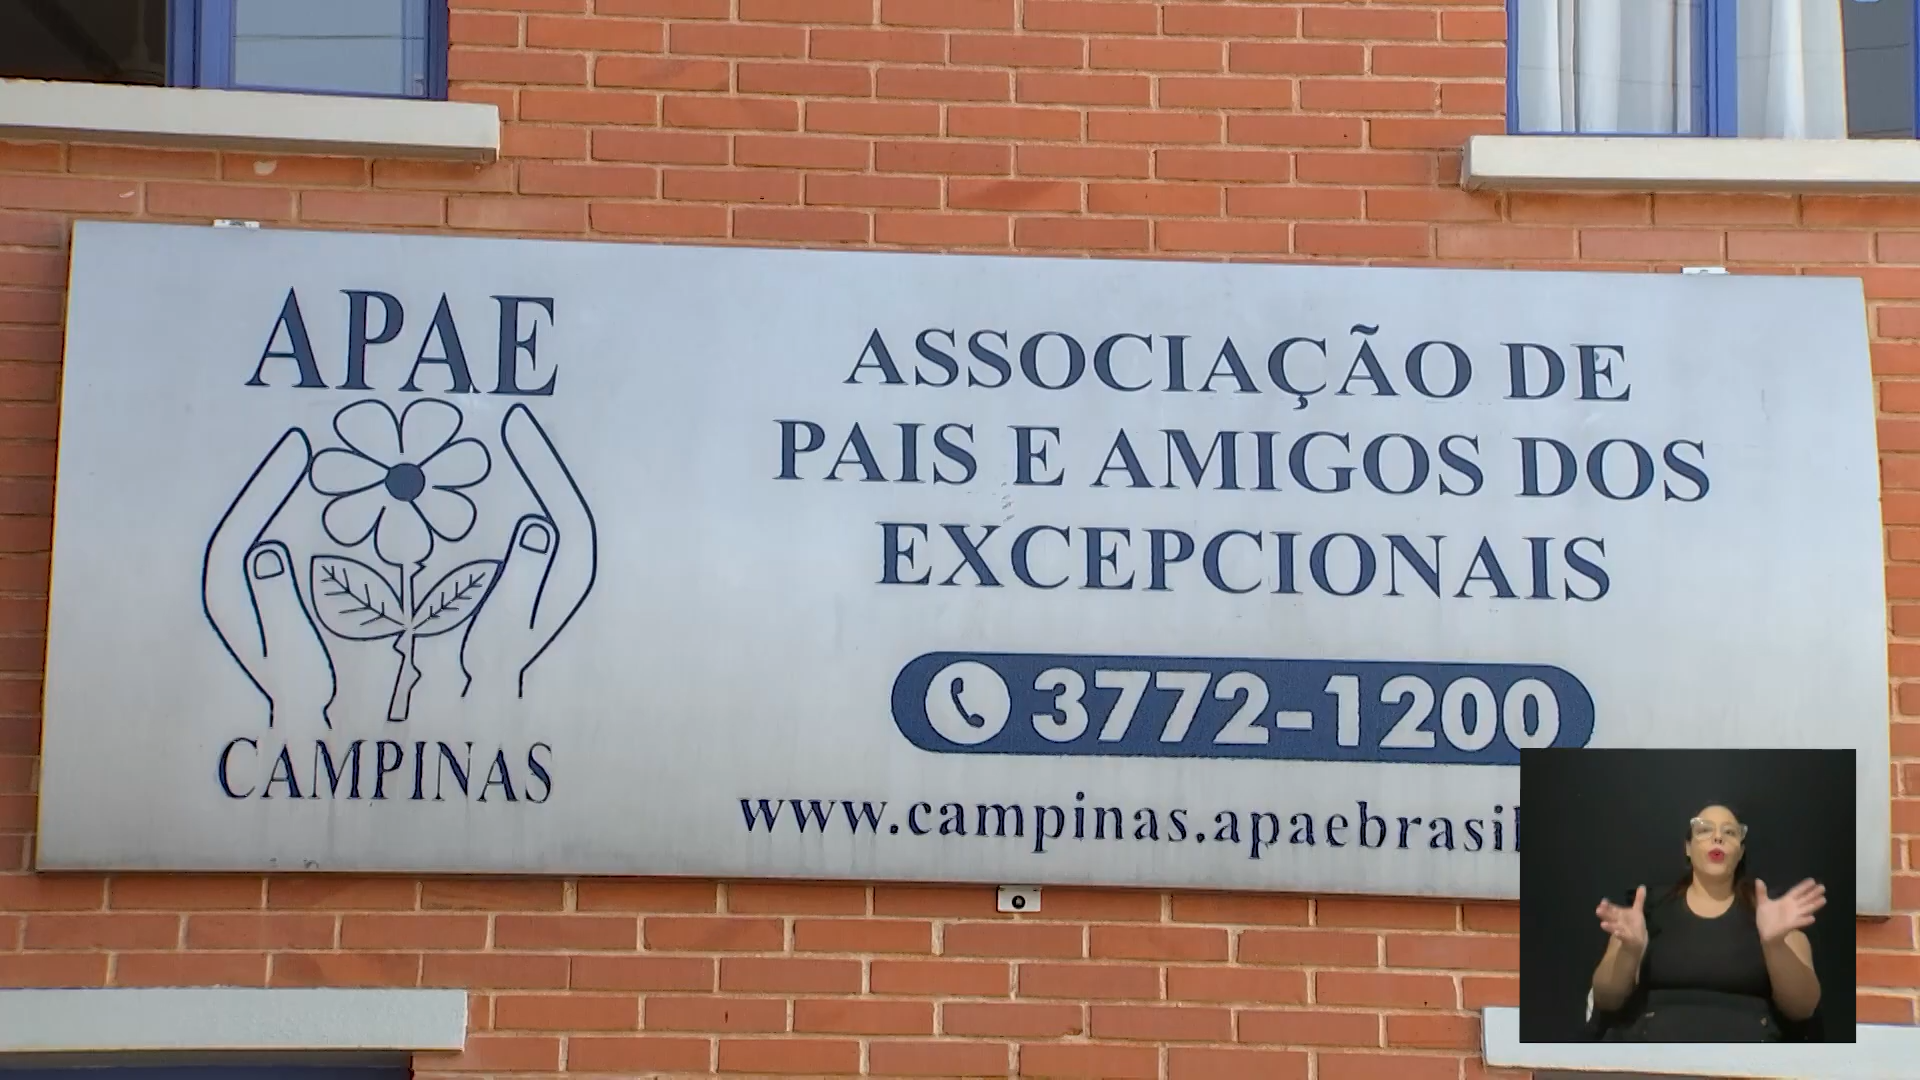 APAE
CAMPINAS
ASSOCIAÇÃO DE
PAIS E AMIGOS DOS
EXCEPCIONAIS
3772-1200
www.campinas.apaebrasil